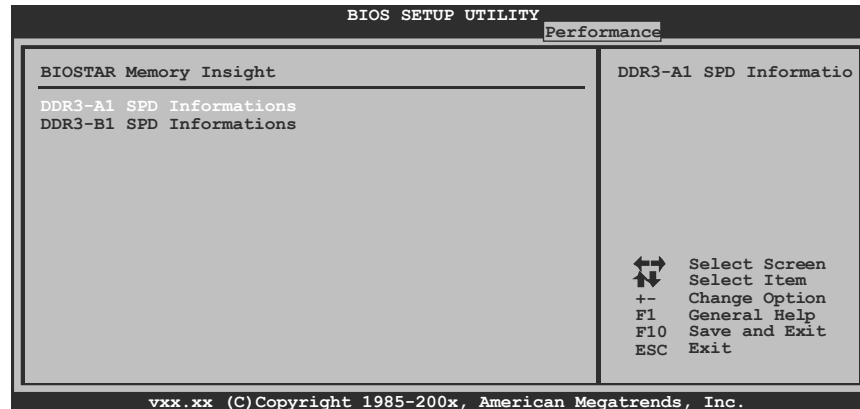 BIOS SETUP UTILITY
Performance
BIOSTAR Memory Insight
DDR3-A1 SPD Informations
DDR3-B1 SPD Informations
DDR3-A1 SPD Informatio
Select Screen
Select Item
+- Change Option
F1 General Help
F10 Save and Exit
ESC Exit
vxx.xx (C)Copyright 1985-200x, American Megatrends, Inc.